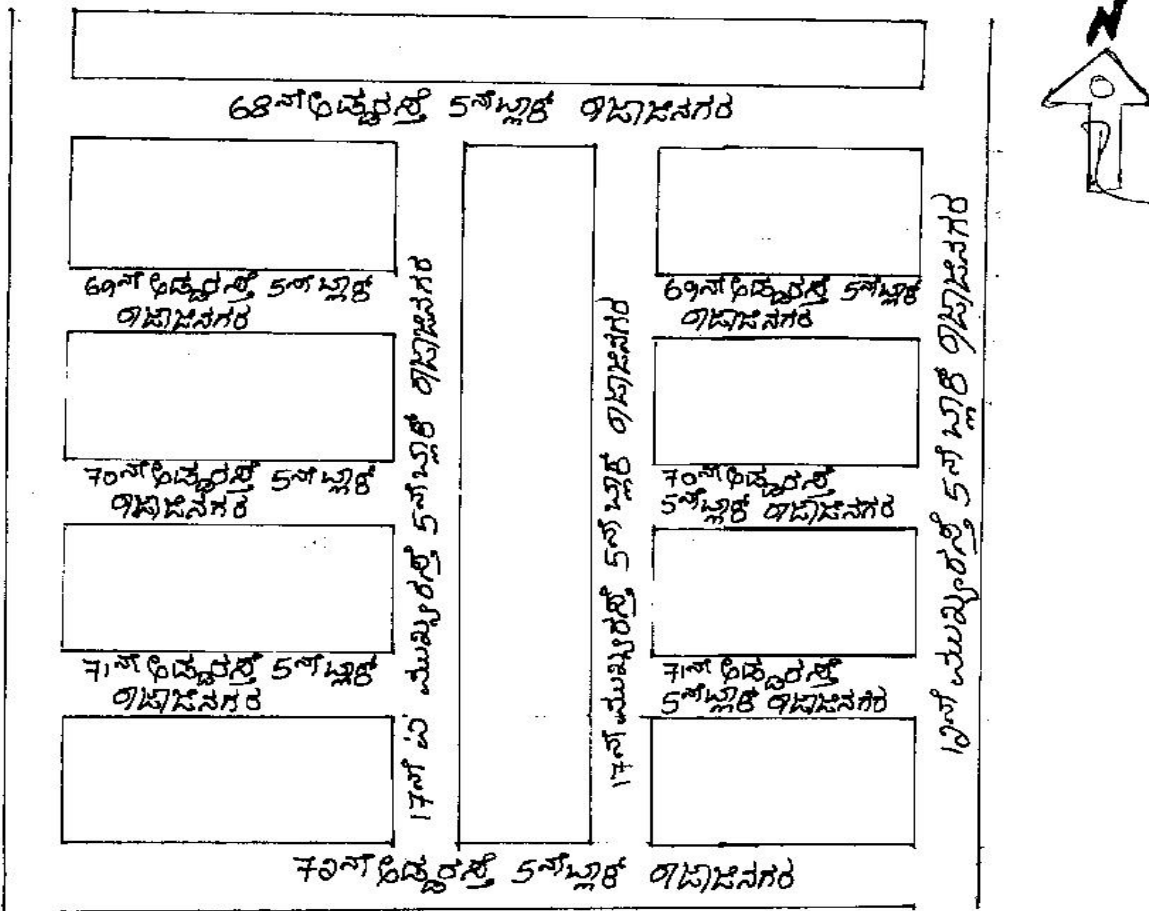 N
68ನೇ ಅಡ್ಡರಸ್ತೆ 5ನೇ ಬ್ಲಾಕ್ ರಾಜಾಜಿನಗರ
69ನೇ ಅಡ್ಡರಸ್ತೆ 5ನೇ ಬ್ಲಾಕ್
ರಾಜಾಜಿನಗರ
70ನೇ ಅಡ್ಡರಸ್ತೆ 5ನೇ ಬ್ಲಾಕ್
ರಾಜಾಜಿನಗರ
71ನೇ ಅಡ್ಡರಸ್ತೆ 5ನೇ ಬ್ಲಾಕ್
ರಾಜಾಜಿನಗರ
17ನೇ ಮುಖ್ಯರಸ್ತೆ 5ನೇ ಬ್ಲಾಕ್ ರಾಜಾಜಿನಗರ
17ನೇ ಮುಖ್ಯರಸ್ತೆ 5ನೇ ಬ್ಲಾಕ್ ರಾಜಾಜಿನಗರ
69ನೇ ಅಡ್ಡರಸ್ತೆ 5ನೇ ಬ್ಲಾಕ್
ರಾಜಾಜಿನಗರ
70ನೇ ಅಡ್ಡರಸ್ತೆ
5ನೇ ಬ್ಲಾಕ್ ರಾಜಾಜಿನಗರ
71ನೇ ಅಡ್ಡರಸ್ತೆ
5ನೇ ಬ್ಲಾಕ್ ರಾಜಾಜಿನಗರ
ಮುಖ್ಯರಸ್ತೆ 5ನೇ ಬ್ಲಾಕ್ ರಾಜಾಜಿನಗರ
7೨ನೇ ಅಡ್ಡರಸ್ತೆ 5ನೇ ಬ್ಲಾಕ್ ರಾಜಾಜಿನಗರ